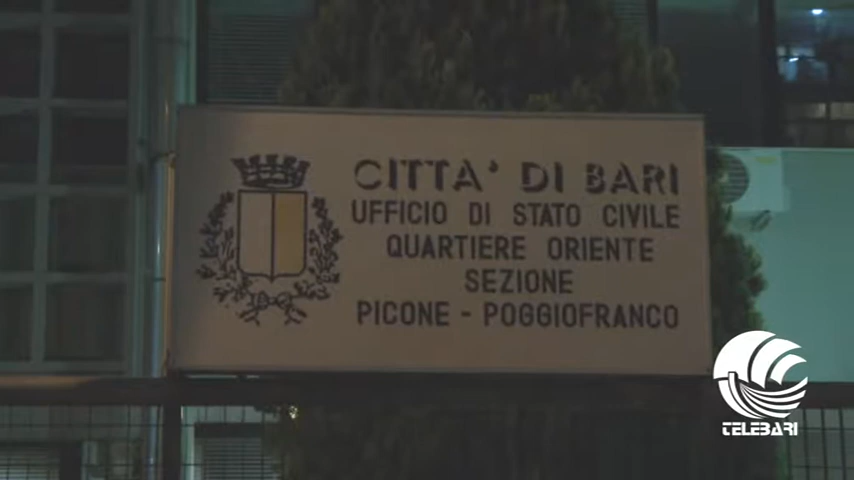 CITTA' DI BARI
UFFICIO DI STATO CIVILE
QUARTIERE ORIENTE
SEZIONE
PICONE - POGGIOFRANCO
TELEBARI